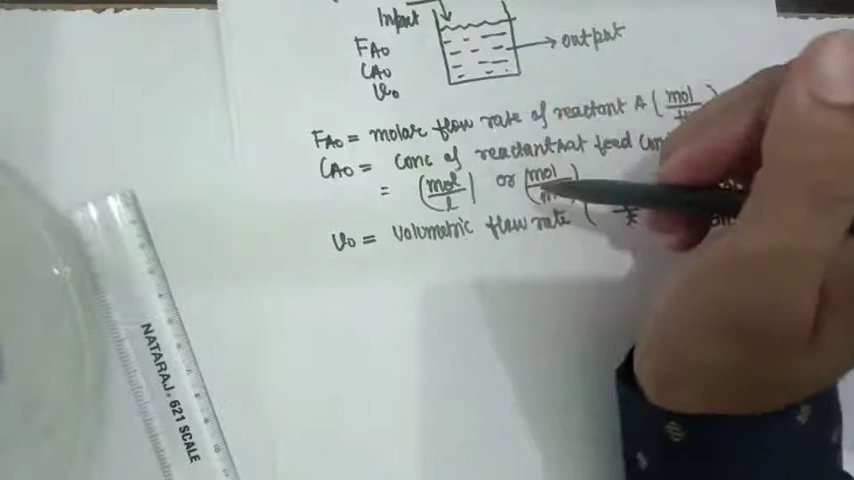 Input
output
FAo
CAo
vo
FAo = molar flow rate of reactant A (mol
CAo = Conc of reactant at feed
= (mol/l) or (mol
vo = Volumetric flow rate (
NATARAJ 621 SCALE